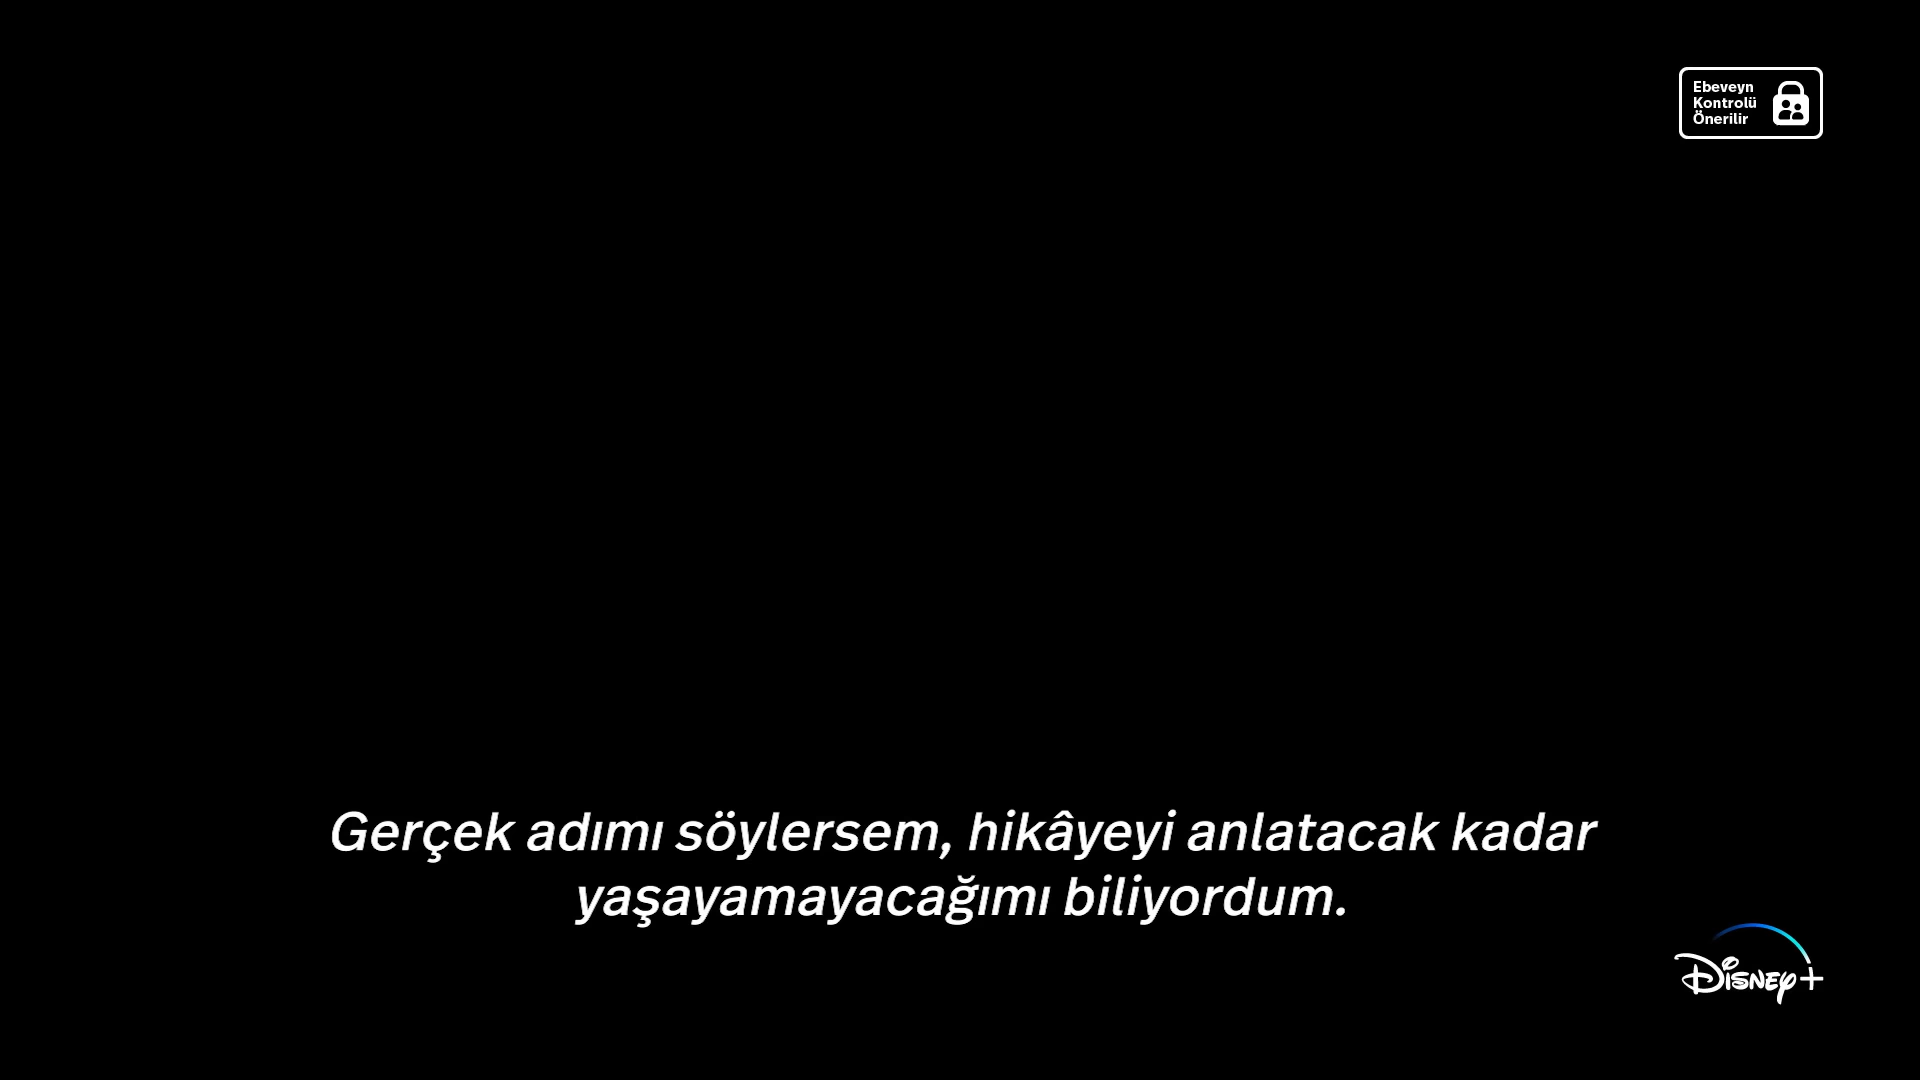 Ebeveyn
Kontrolü
Önerilir
Gerçek adımı söylersem, hikâyeyi anlatacak kadar
yaşayamayacağımı biliyordum.
Disney+